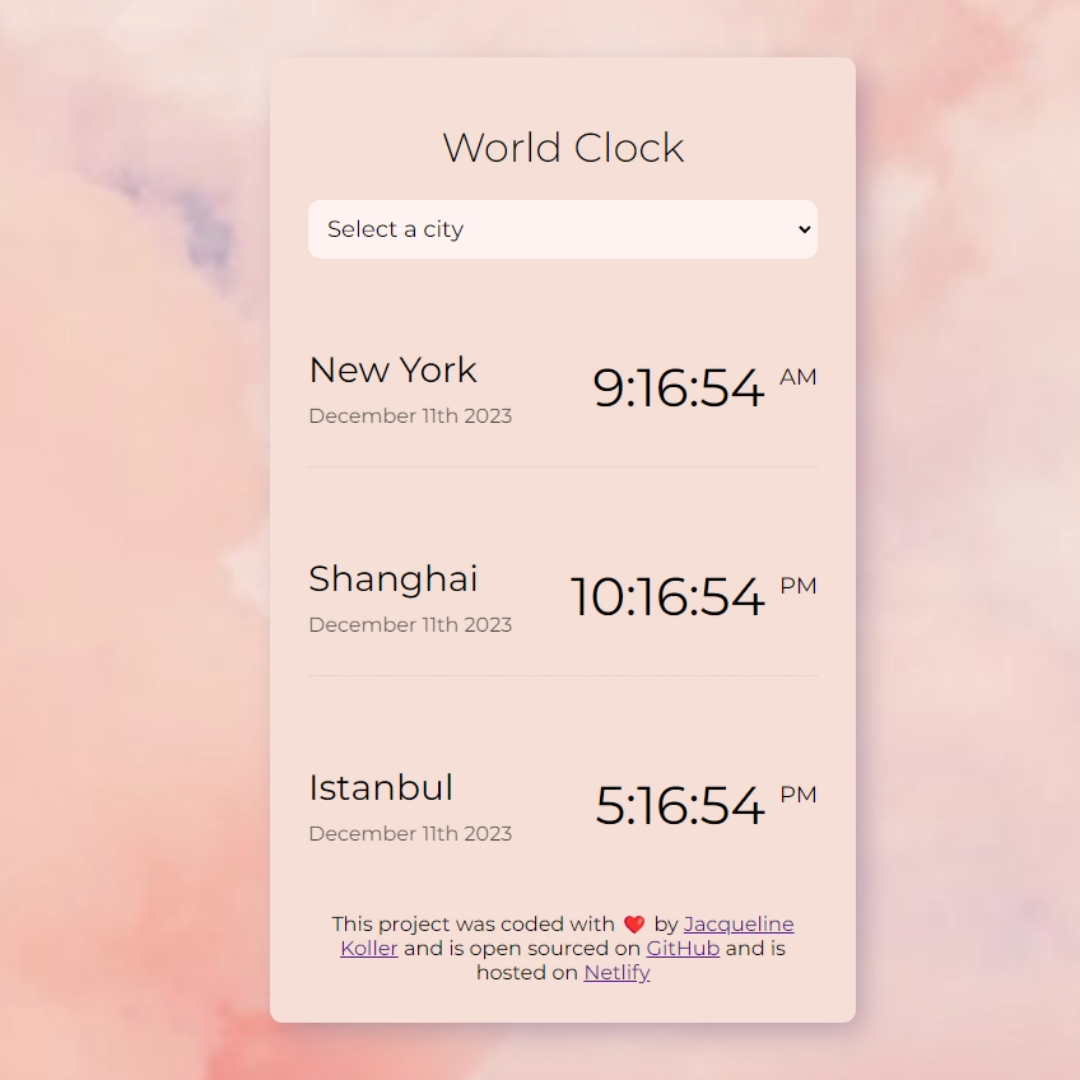 World Clock
Select a city
New York
9:16:54 AM
December 11th 2023
Shanghai
10:16:54 PM
December 11th 2023
Istanbul
5:16:54 PM
December 11th 2023
This project was coded with ❤️ by Jacqueline
Koller and is open sourced on GitHub and is
hosted on Netlify